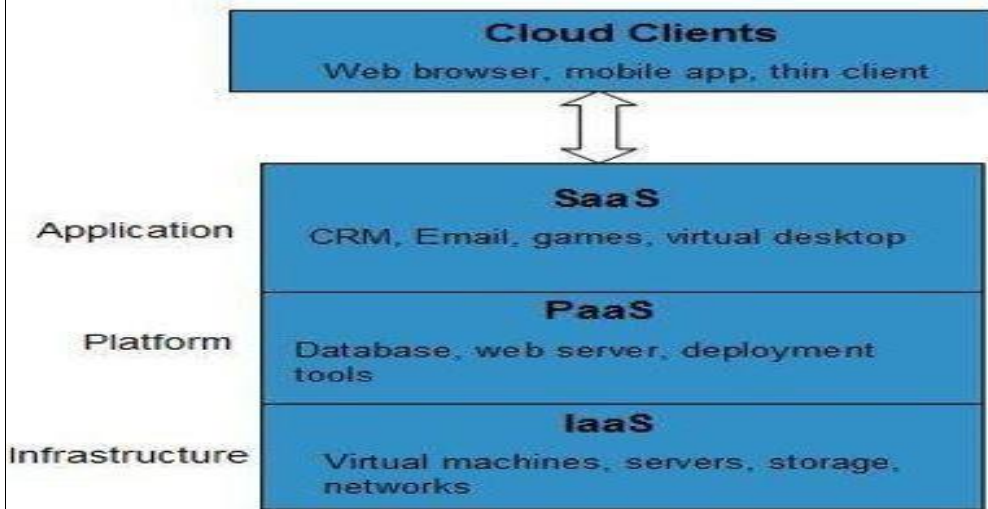 Cloud Clients
Web browser, mobile app, thin client
SaaS
Application
CRM, Email, games, virtual desktop
PaaS
Platform
Database, web server, deployment
tools
IaaS
Infrastructure
Virtual machines, servers, storage,
networks